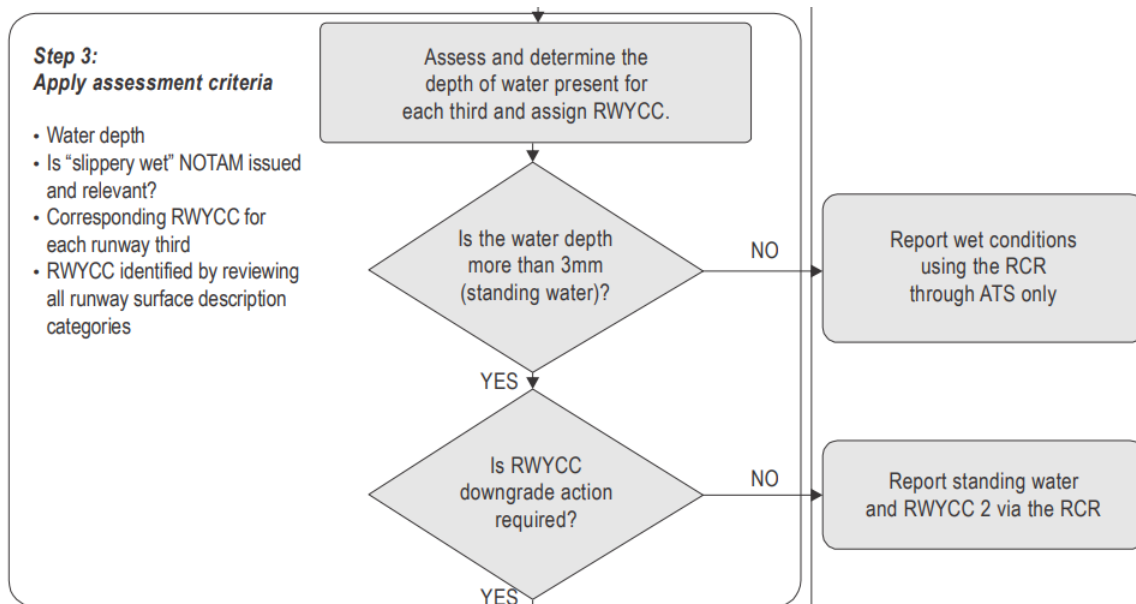 Step 3:
Apply assessment criteria
• Water depth
• Is “slippery wet” NOTAM issued
and relevant?
• Corresponding RWYCC for
each runway third
• RWYCC identified by reviewing
all runway surface description
categories
Assess and determine the
depth of water present for
each third and assign RWYCC.
Is the water depth
more than 3mm
(standing water)?
NO
Report wet conditions
using the RCR
through ATS only
YES
Is RWYCC
downgrade action
required?
NO
Report standing water
and RWYCC 2 via the RCR
YES